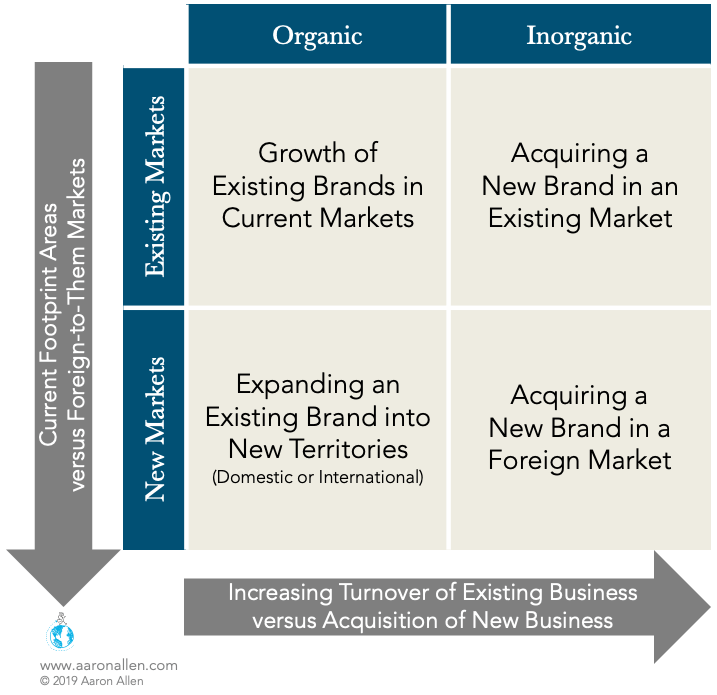 Organic
Inorganic
Current Footprint Areas
versus Foreign-to-Them Markets
Existing Markets
Growth of
Existing Brands in
Current Markets
Acquiring a
New Brand in an
Existing Market
New Markets
Expanding an
Existing Brand into
New Territories
(Domestic or International)
Acquiring a
New Brand in a
Foreign Market
Increasing Turnover of Existing Business
versus Acquisition of New Business
www.aaronallen.com
© 2019 Aaron Allen